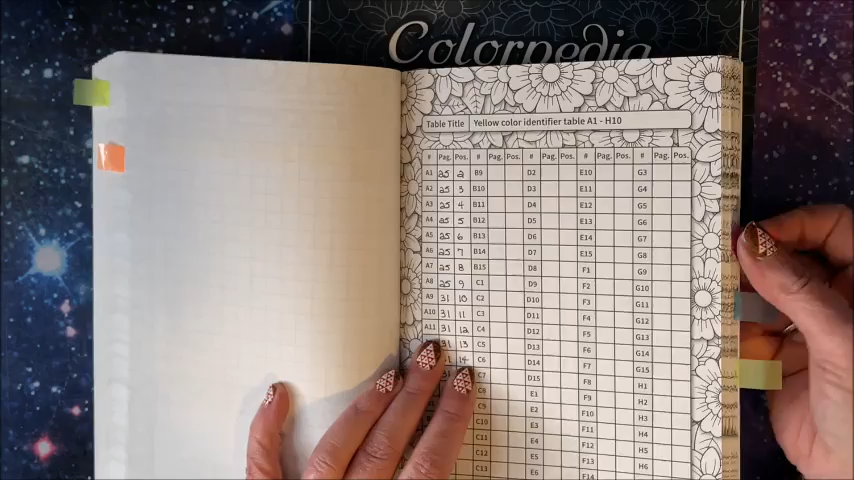 Colorpedia
Table Title Yellow color identifier table A1 - H10
# Pag. Pos. # Pag. Pos. # Pag. Pos. # Pag. Pos. # Pag. Pos.
A1 25 2 B9 D2 E10 G3
A2 25 3 B10 D3 E11 G4
A3 25 4 B11 D4 E12 G5
A4 25 5 B12 D5 E13 G6
A5 25 6 B13 D6 E14 G7
A6 25 7 B14 D7 E15 G8
A7 25 8 B15 D8 F1 G9
A8 25 9 C1 D9 F2 G10
A9 31 10 C2 D10 F3 G11
A10 31 11 C3 D11 F4 G12
A11 31 12 C4 D12 F5 G13
31 13 C5 D13 F6 G14
14 C6 D14 F7 G15
C7 D15 F8 H1
C8 E1 F9 H2
C9 E2 F10 H3
C10 E3 F11 H4
C11 E4 F12 H5
C12 E5 F13 H6
C13 E6 F14